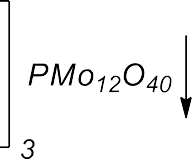 ]₃ PMo₁₂O₄₀ ↓